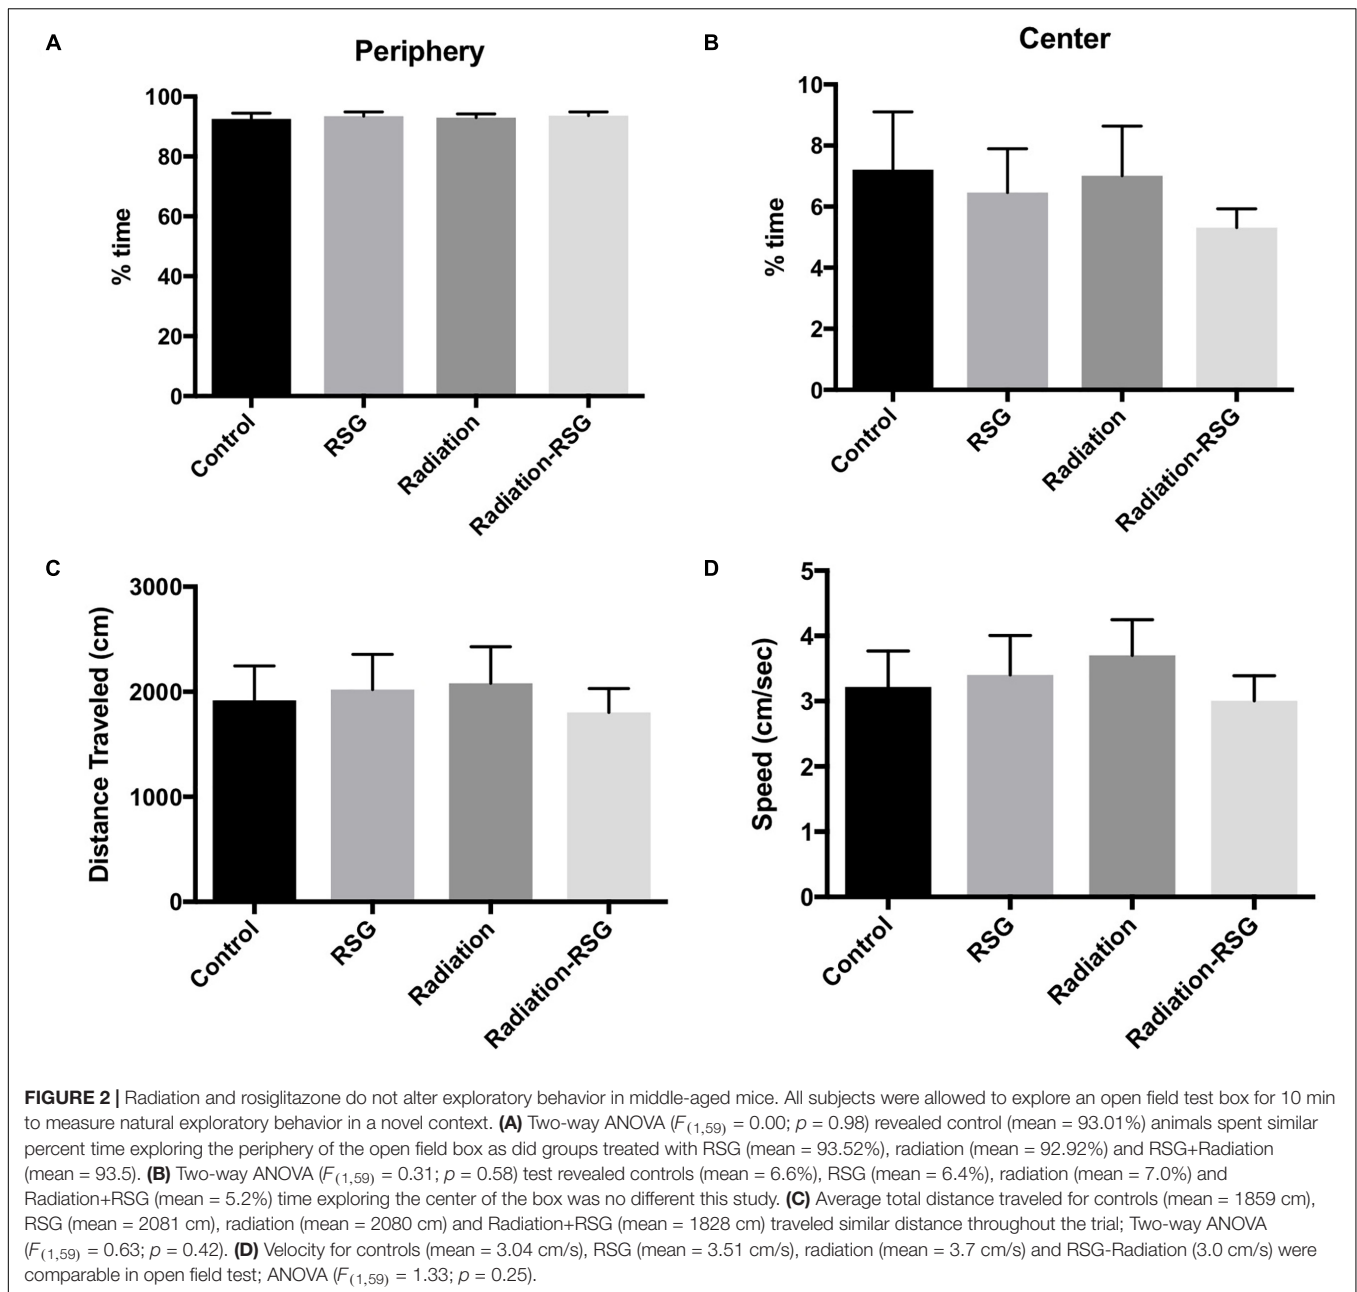 A
Periphery
% time
100
80
60
40
20
0
Control
RSG
Radiation
Radiation-RSG
B
Center
% time
10
8
6
4
2
0
Control
RSG
Radiation
Radiation-RSG
C
Distance Traveled (cm)
3000
2000
1000
0
Control
RSG
Radiation
Radiation-RSG
D
Speed (cm/sec)
5
4
3
2
1
0
Control
RSG
Radiation
Radiation-RSG
FIGURE 2 | Radiation and rosiglitazone do not alter exploratory behavior in middle-aged mice. All subjects were allowed to explore an open field test box for 10 min
to measure natural exploratory behavior in a novel context. (A) Two-way ANOVA (F(1,59) = 0.00; p = 0.98) revealed control (mean = 93.01%) animals spent similar
percent time exploring the periphery of the open field box as did groups treated with RSG (mean = 93.52%), radiation (mean = 92.92%) and RSG+Radiation
(mean = 93.5). (B) Two-way ANOVA (F(1,59) = 0.31; p = 0.58) test revealed controls (mean = 6.6%), RSG (mean = 6.4%), radiation (mean = 7.0%) and
Radiation+RSG (mean = 5.2%) time exploring the center of the box was no different this study. (C) Average total distance traveled for controls (mean = 1859 cm),
RSG (mean = 2081 cm), radiation (mean = 2080 cm) and Radiation+RSG (mean = 1828 cm) traveled similar distance throughout the trial; Two-way ANOVA
(F(1,59) = 0.63; p = 0.42). (D) Velocity for controls (mean = 3.04 cm/s), RSG (mean = 3.51 cm/s), radiation (mean = 3.7 cm/s) and RSG-Radiation (3.0 cm/s) were
comparable in open field test; ANOVA (F(1,59) = 1.33; p = 0.25).